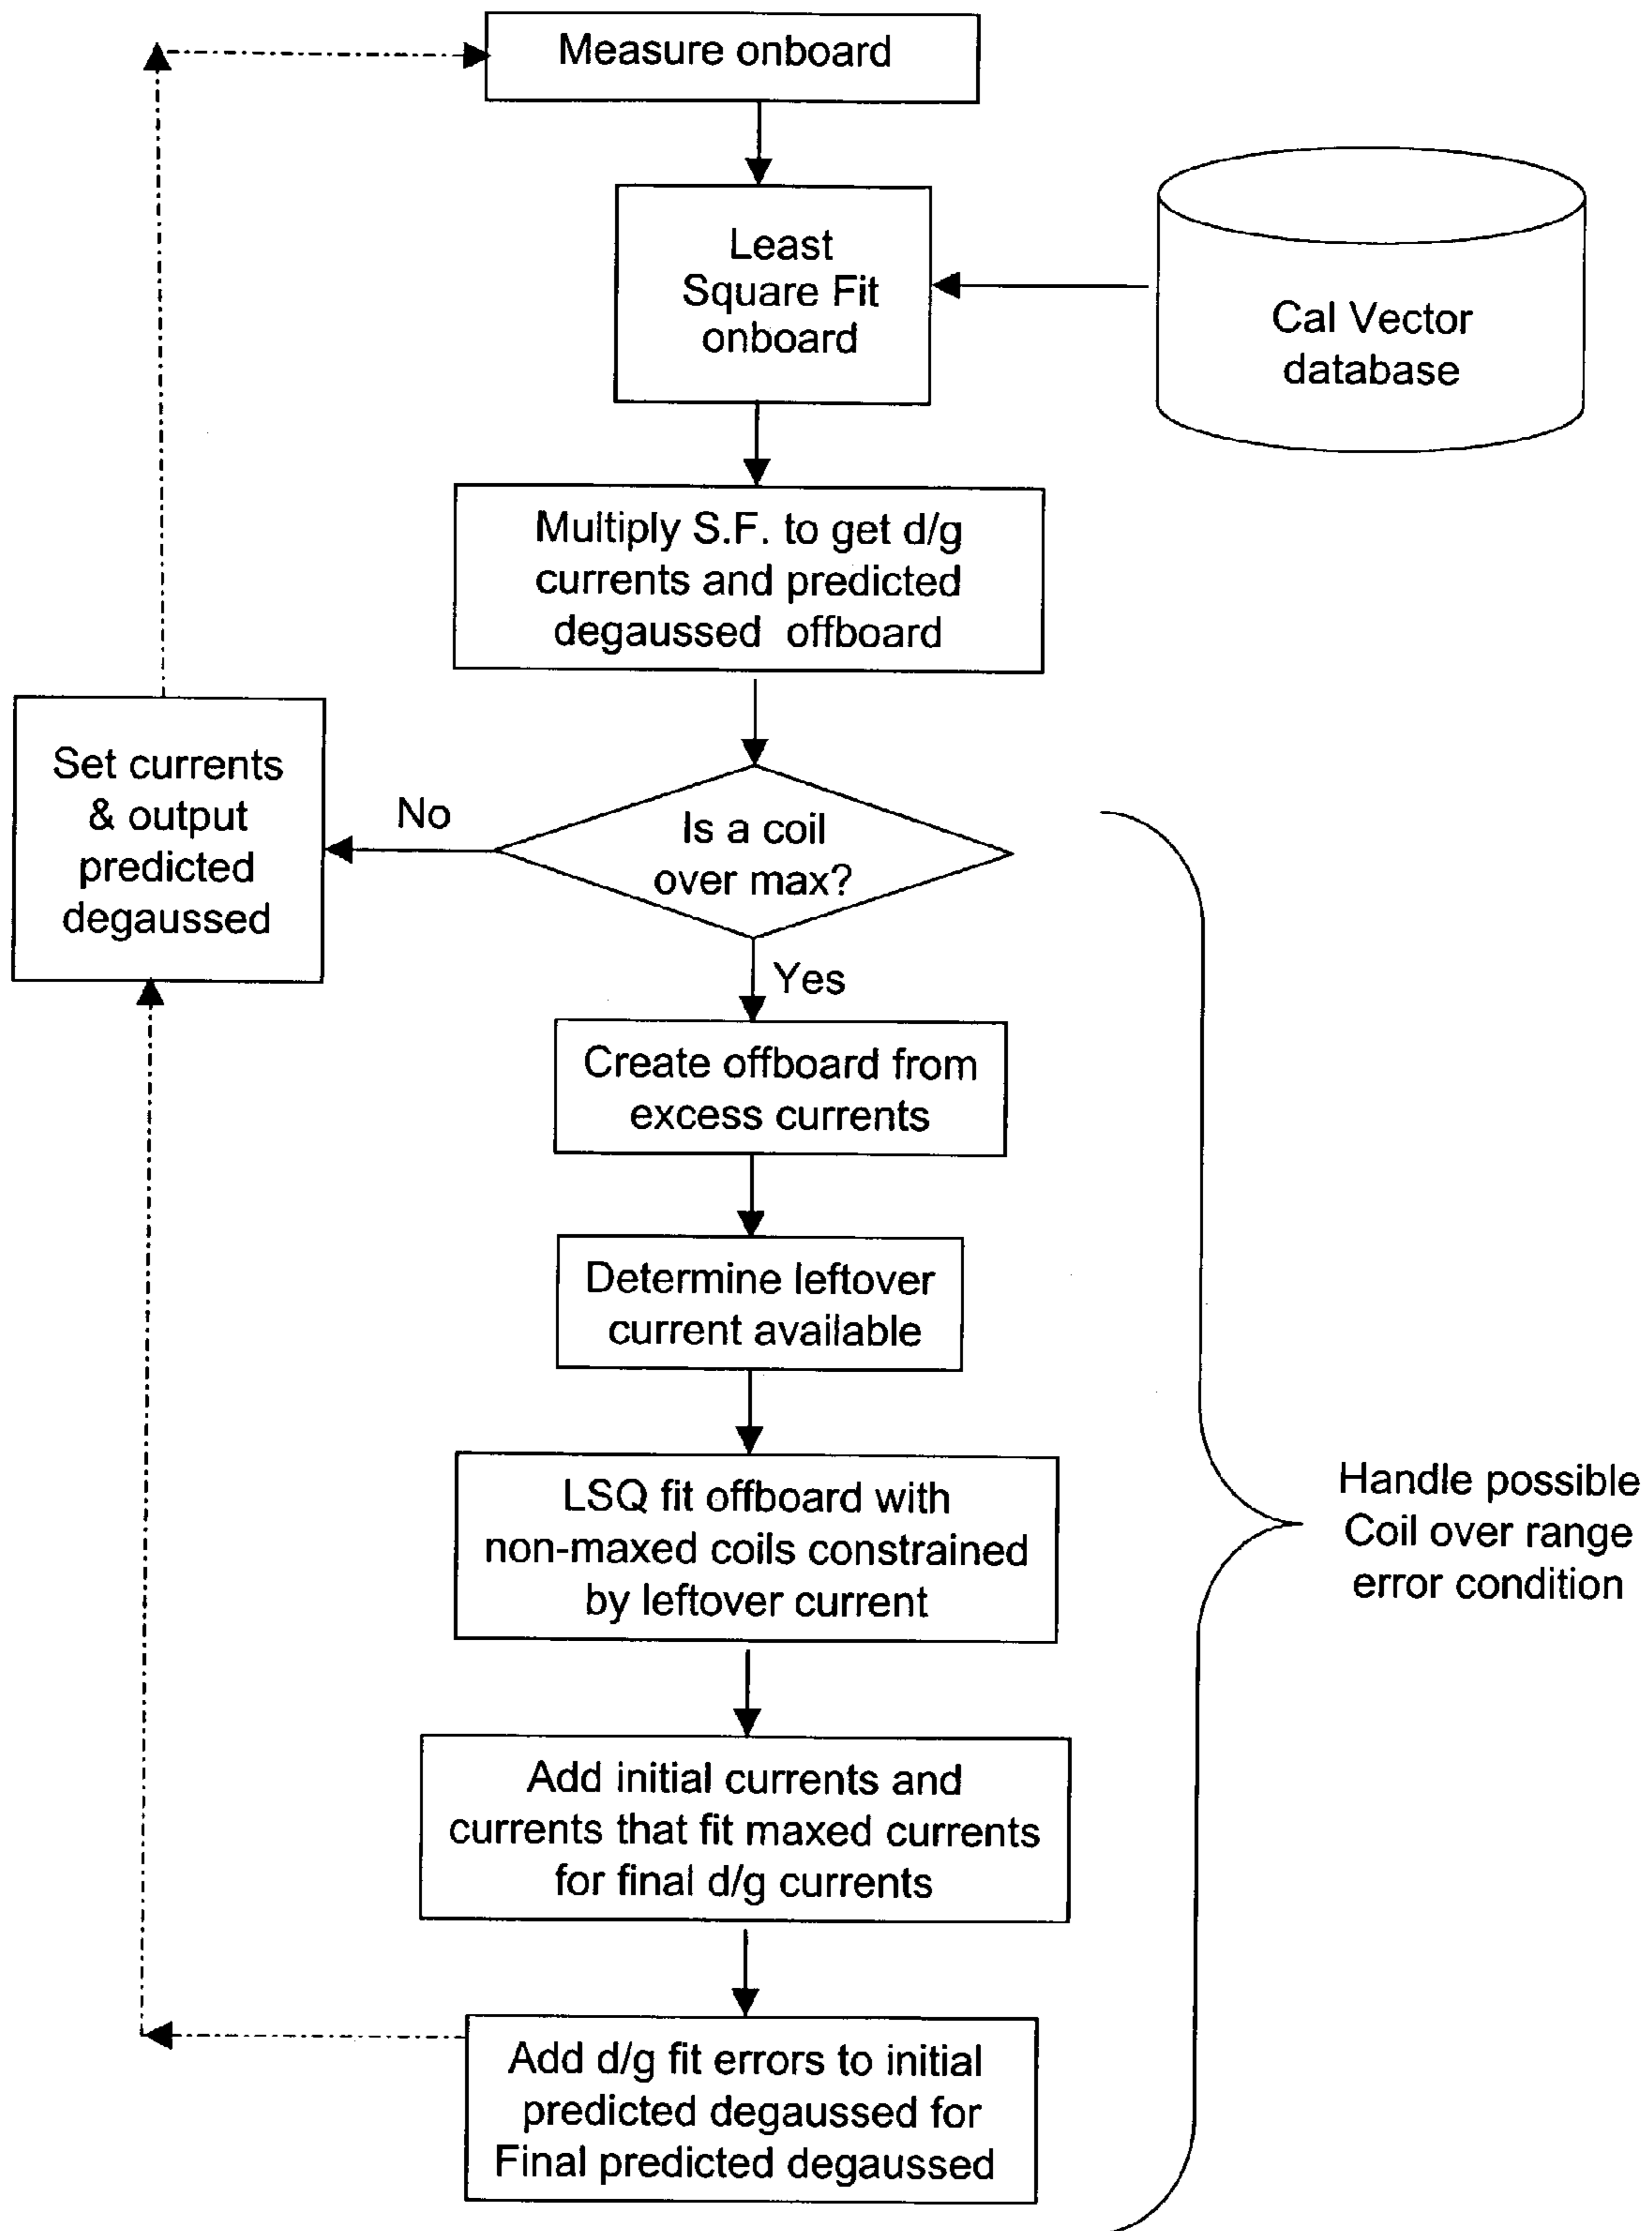 Measure onboard
Least
Square Fit
onboard
Cal Vector
database
Multiply S.F. to get d/g
currents and predicted
degaussed offboard
Set currents
& output
predicted
degaussed
No
Is a coil
over max?
Yes
Create offboard from
excess currents
Determine leftover
current available
LSQ fit offboard with
non-maxed coils constrained
by leftover current
Handle possible
Coil over range
error condition
Add initial currents and
currents that fit maxed currents
for final d/g currents
Add d/g fit errors to initial
predicted degaussed for
Final predicted degaussed